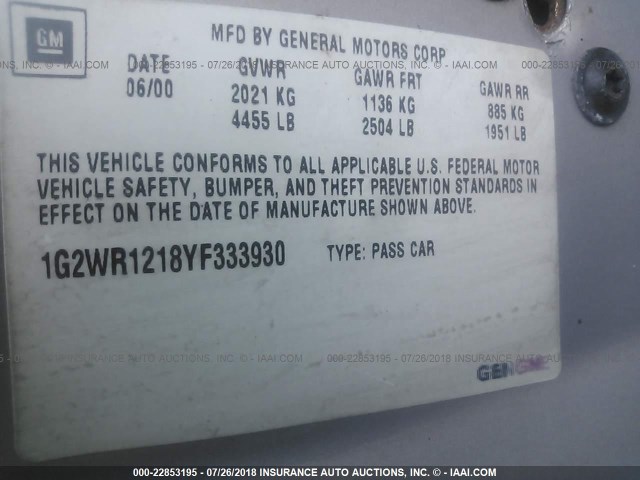 GM
MFD BY GENERAL MOTORS CORP
DATE GVWR GAWR FRT GAWR RR
06/00 2021 KG 1136 KG 885 KG
4455 LB 2504 LB 1951 LB
THIS VEHICLE CONFORMS TO ALL APPLICABLE U.S. FEDERAL MOTOR
VEHICLE SAFETY, BUMPER, AND THEFT PREVENTION STANDARDS IN
EFFECT ON THE DATE OF MANUFACTURE SHOWN ABOVE.
1G2WR1218YF333930 TYPE: PASS CAR
000-22853195 - 07/26/2018 INSURANCE AUTO AUCTIONS, INC. - © IAAI.COM